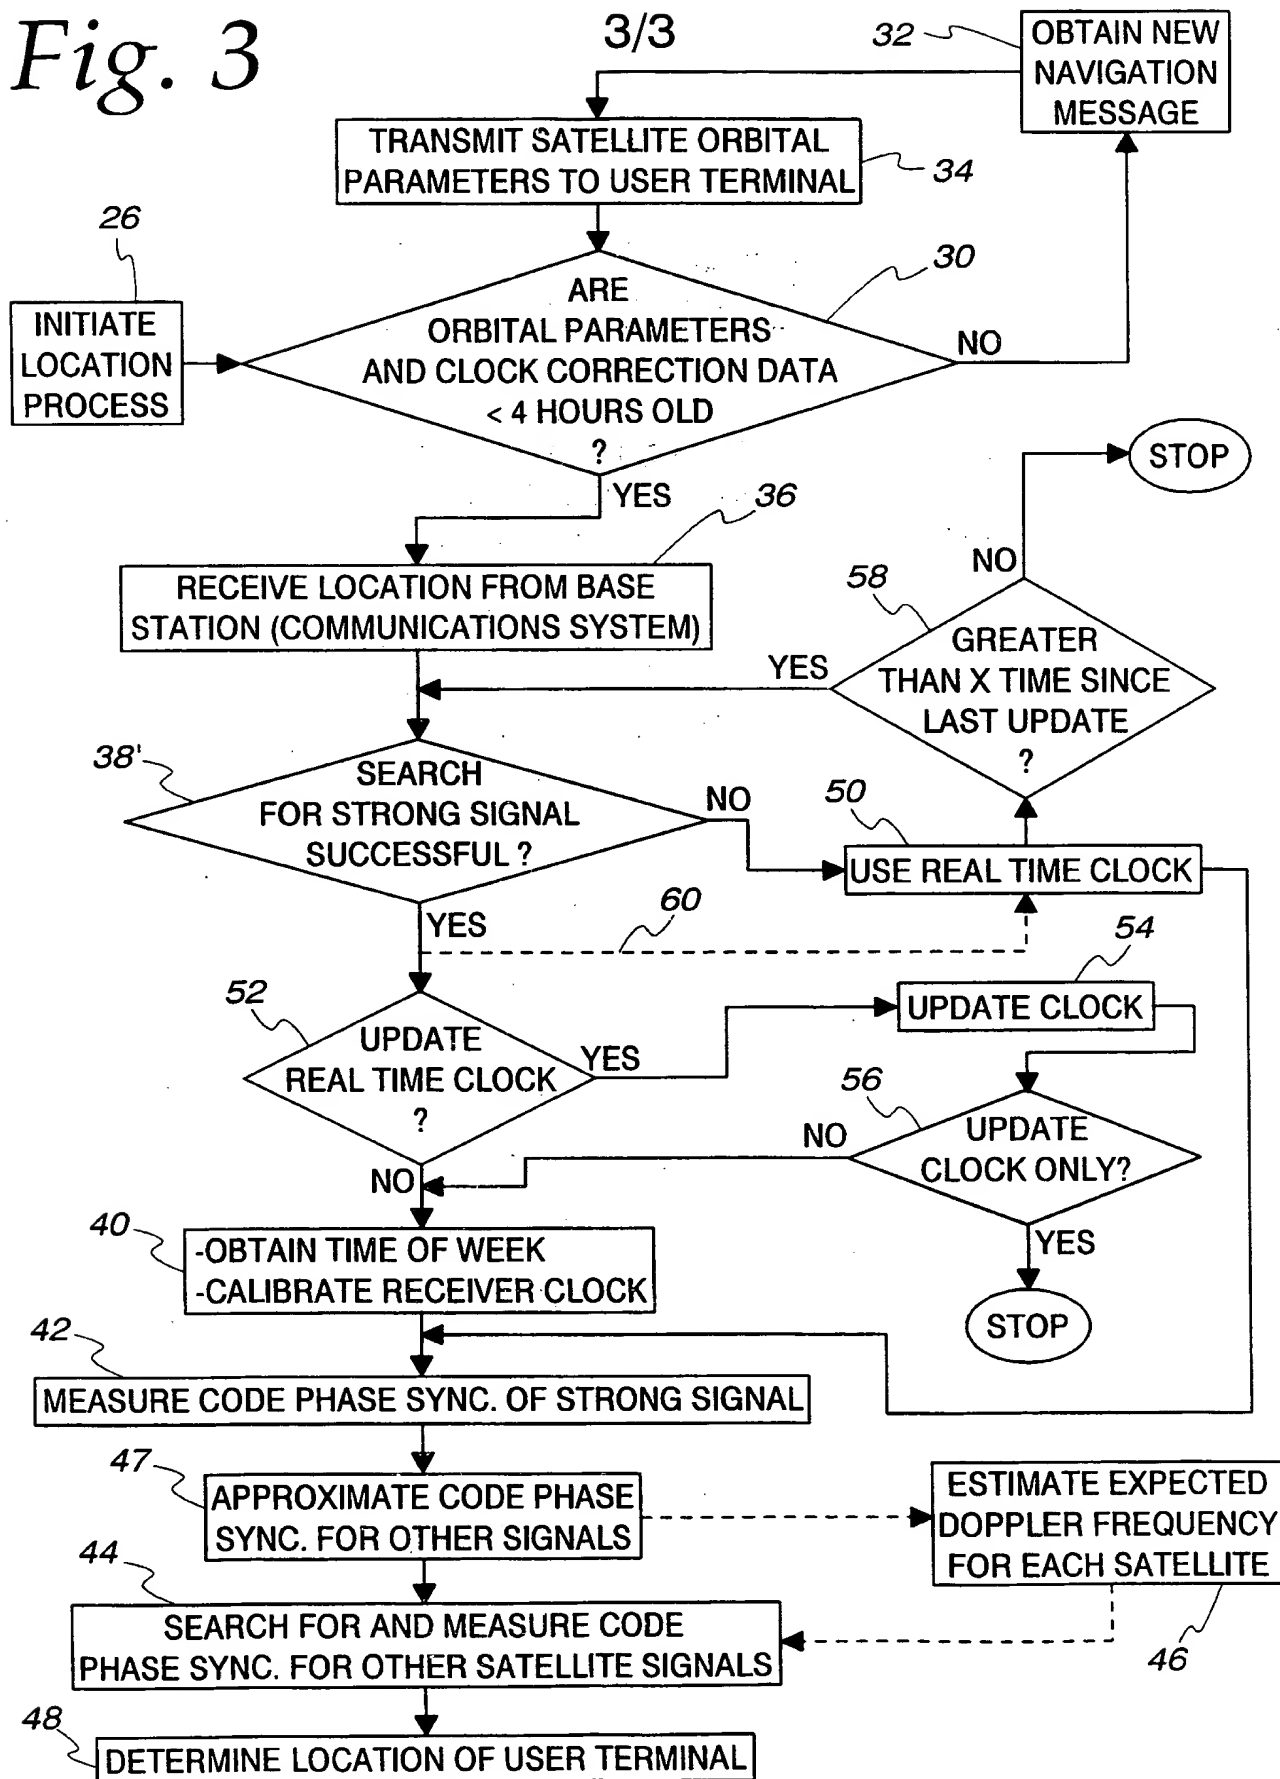 Fig. 3
3/3
32
OBTAIN NEW
NAVIGATION
MESSAGE
TRANSMIT SATELLITE ORBITAL
PARAMETERS TO USER TERMINAL
34
26
INITIATE
LOCATION
PROCESS
30
ARE
ORBITAL PARAMETERS
AND CLOCK CORRECTION DATA
< 4 HOURS OLD
?
NO
YES
STOP
36
RECEIVE LOCATION FROM BASE
STATION (COMMUNICATIONS SYSTEM)
NO
58
GREATER
THAN X TIME SINCE
LAST UPDATE
?
YES
38'
SEARCH
FOR STRONG SIGNAL
SUCCESSFUL ?
NO
50
USE REAL TIME CLOCK
YES
60
54
UPDATE CLOCK
52
UPDATE
REAL TIME CLOCK
?
YES
56
UPDATE
CLOCK ONLY?
NO
NO
YES
STOP
40
-OBTAIN TIME OF WEEK
-CALIBRATE RECEIVER CLOCK
42
MEASURE CODE PHASE SYNC. OF STRONG SIGNAL
47
APPROXIMATE CODE PHASE
SYNC. FOR OTHER SIGNALS
ESTIMATE EXPECTED
DOPPLER FREQUENCY
FOR EACH SATELLITE
46
44
SEARCH FOR AND MEASURE CODE
PHASE SYNC. FOR OTHER SATELLITE SIGNALS
48
DETERMINE LOCATION OF USER TERMINAL